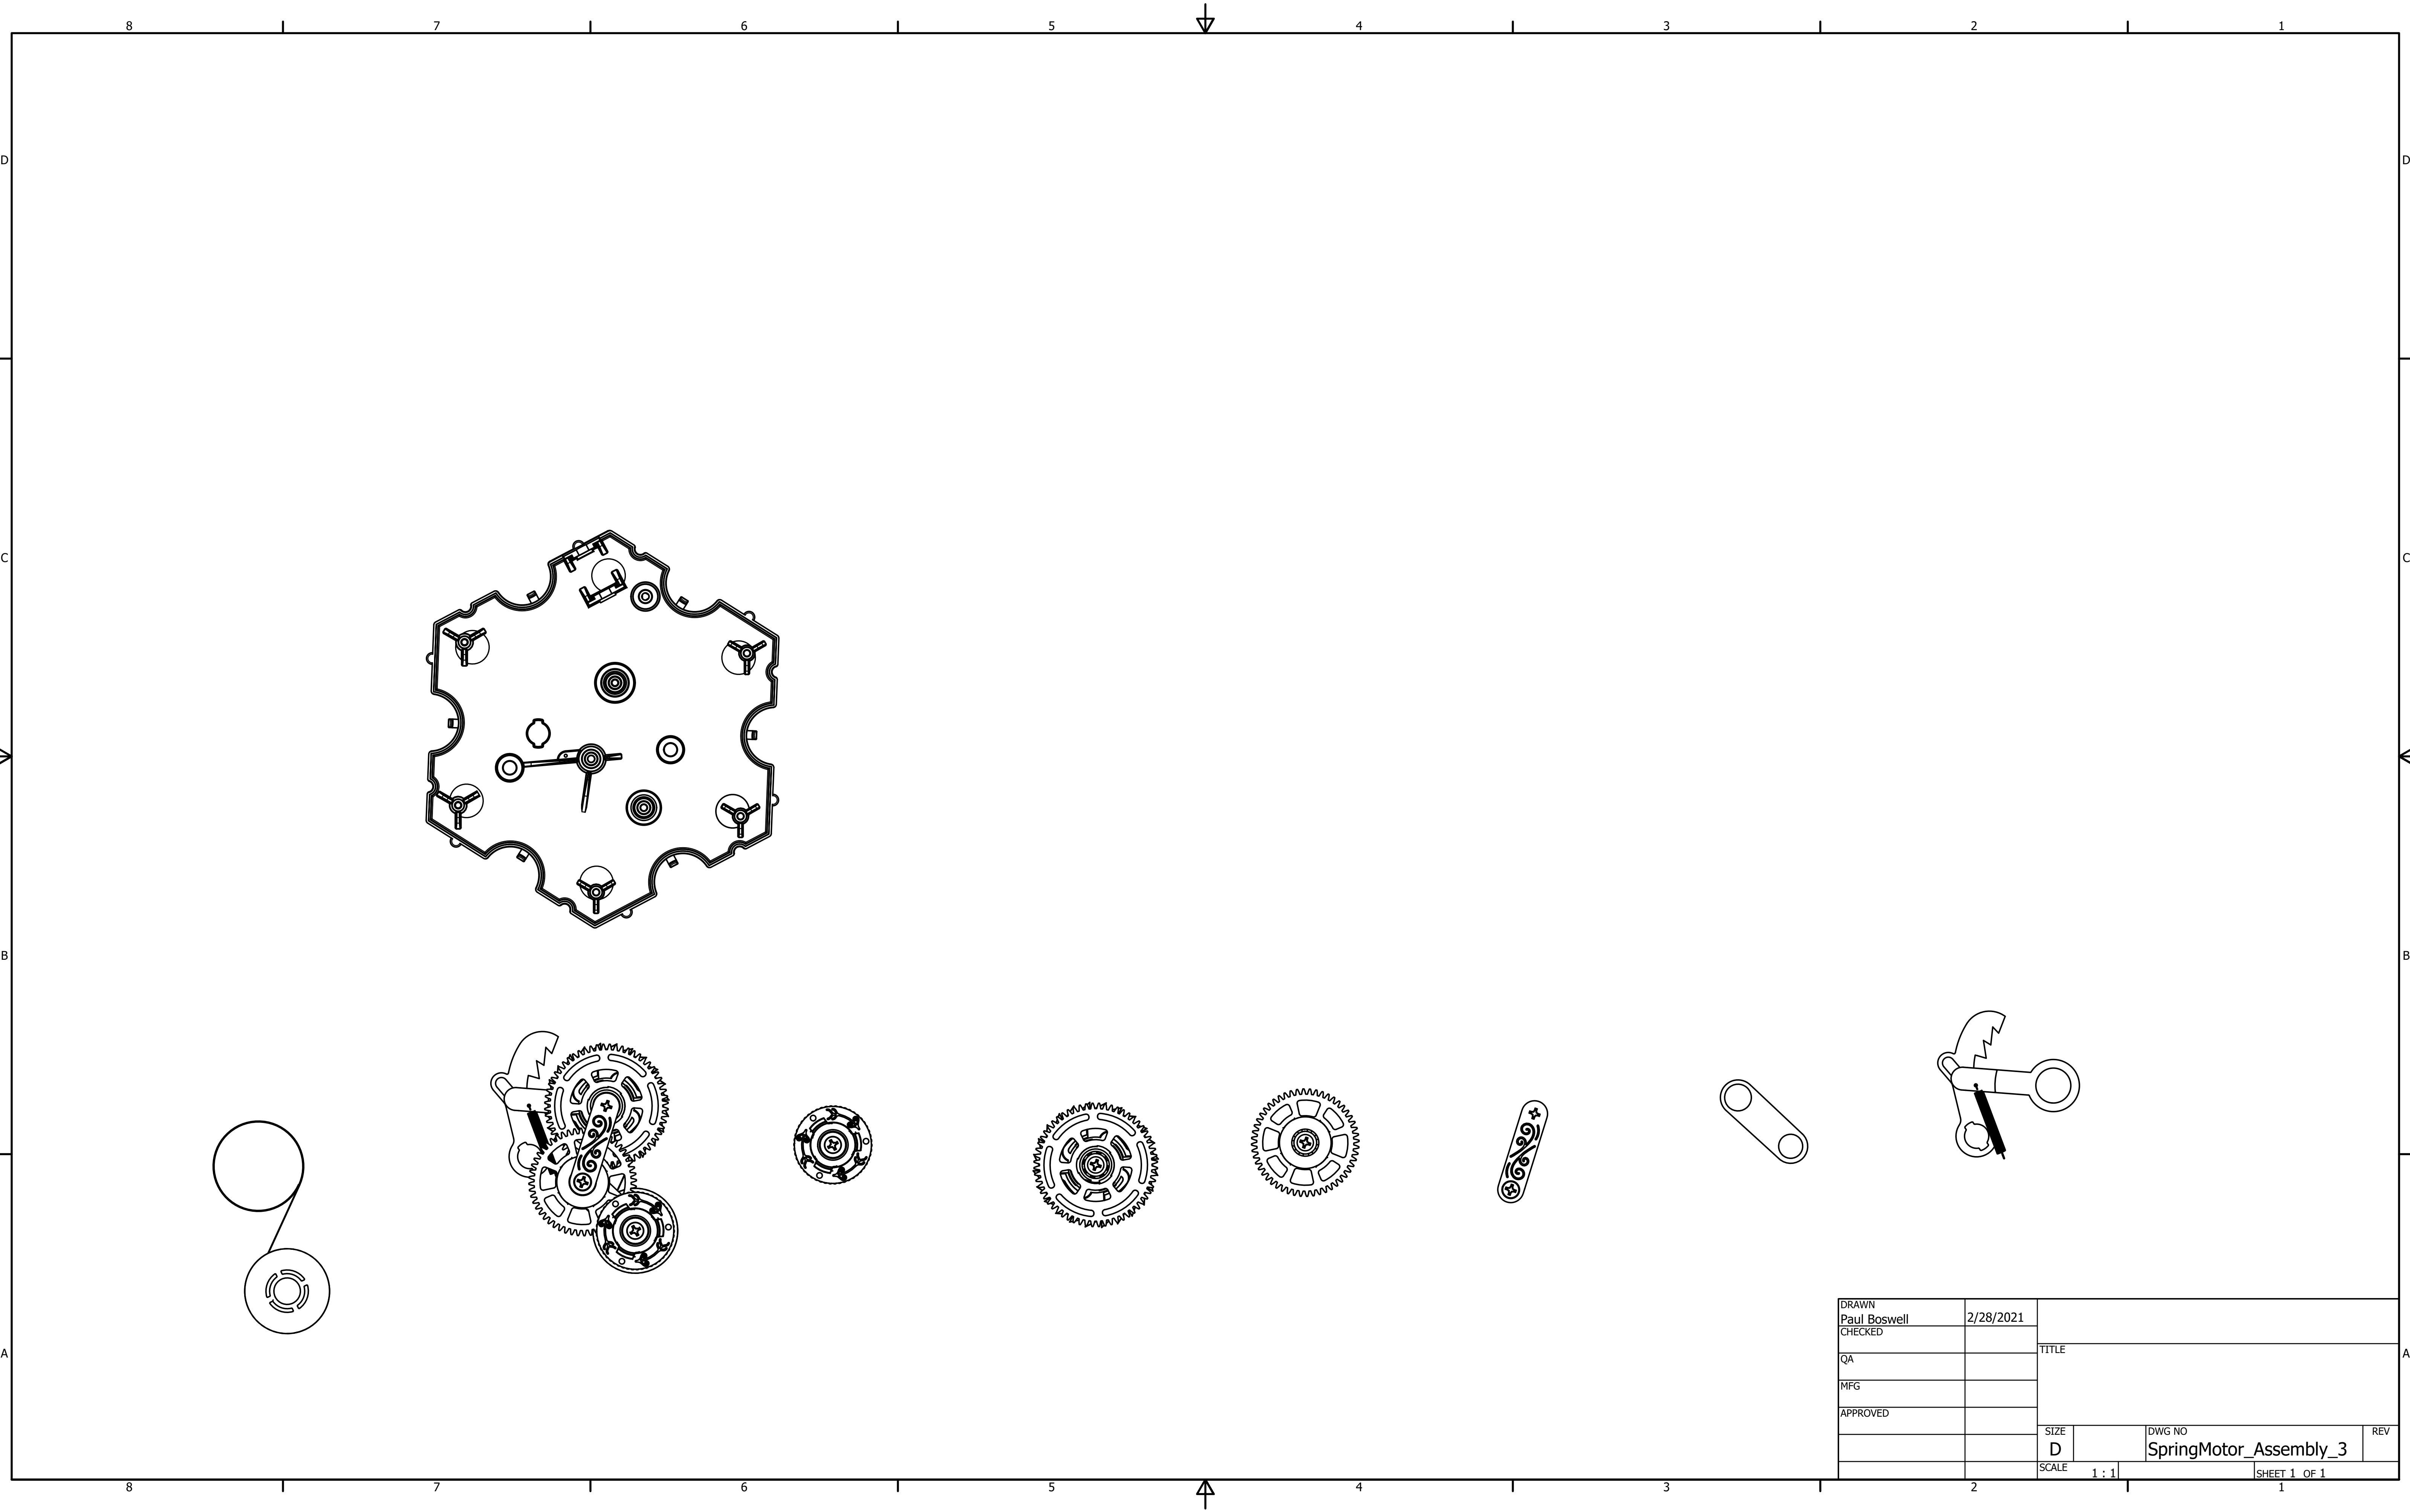 8 7 6 5 4 3 2 1
D D
C C
B B
A A
DRAWN
Paul Boswell 2/28/2021
CHECKED
QA
MFG
APPROVED
TITLE
SIZE DWG NO REV
D SpringMotor_Assembly_3
SCALE 1 : 1 SHEET 1 OF 1
8 7 6 5 4 3 2 1